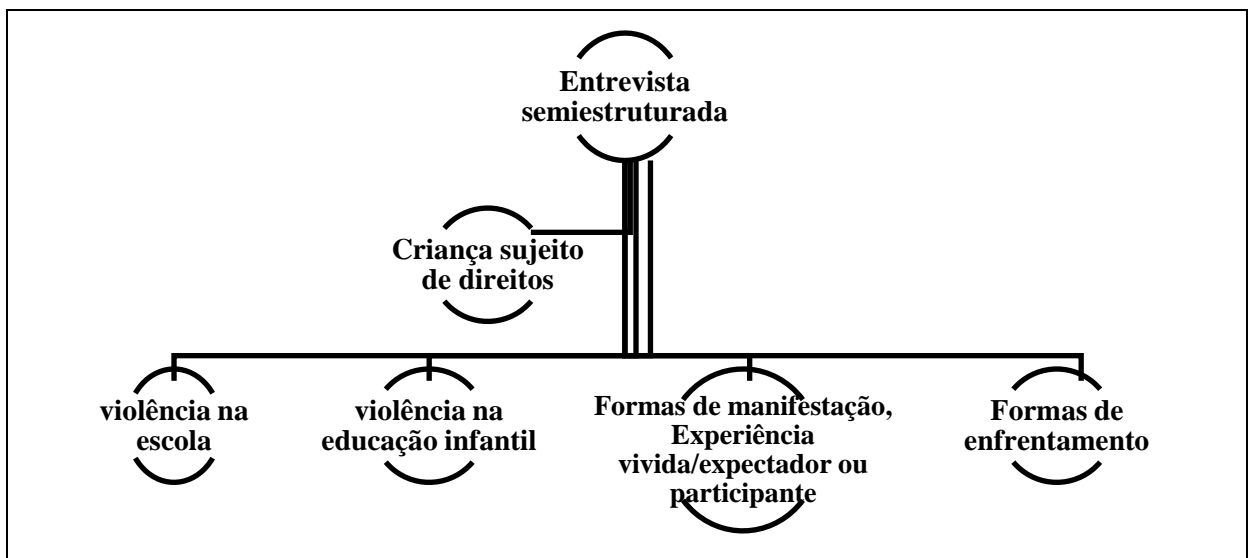 Entrevista
semiestruturada
Criança sujeito
de direitos
violência na
escola
violência na
educação infantil
Formas de manifestação,
Experiência
vivida/expectador ou
participante
Formas de
enfrentamento